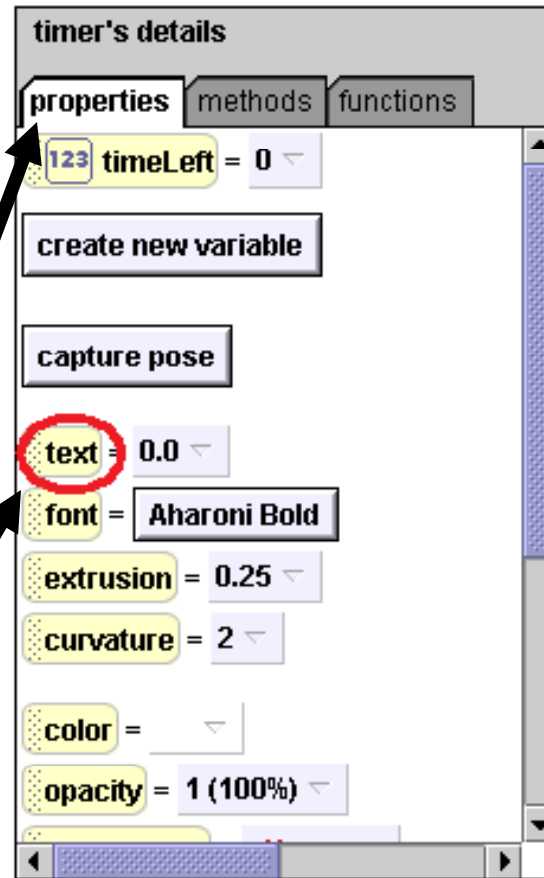 timer's details
properties methods functions
123 timeLeft = 0
create new variable
capture pose
text = 0.0
font = Aharoni Bold
extrusion = 0.25
curvature = 2
color =
opacity = 1 (100%)